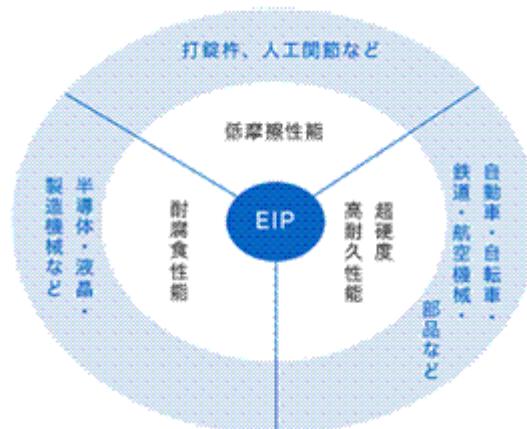 打錠杵、人工関節など
低摩擦性能
EIP
自動車・自転車・
鉄道・航空機械・
部品など
超硬度
高耐久性能
耐腐食性能
半導体・液晶・
製造機械など